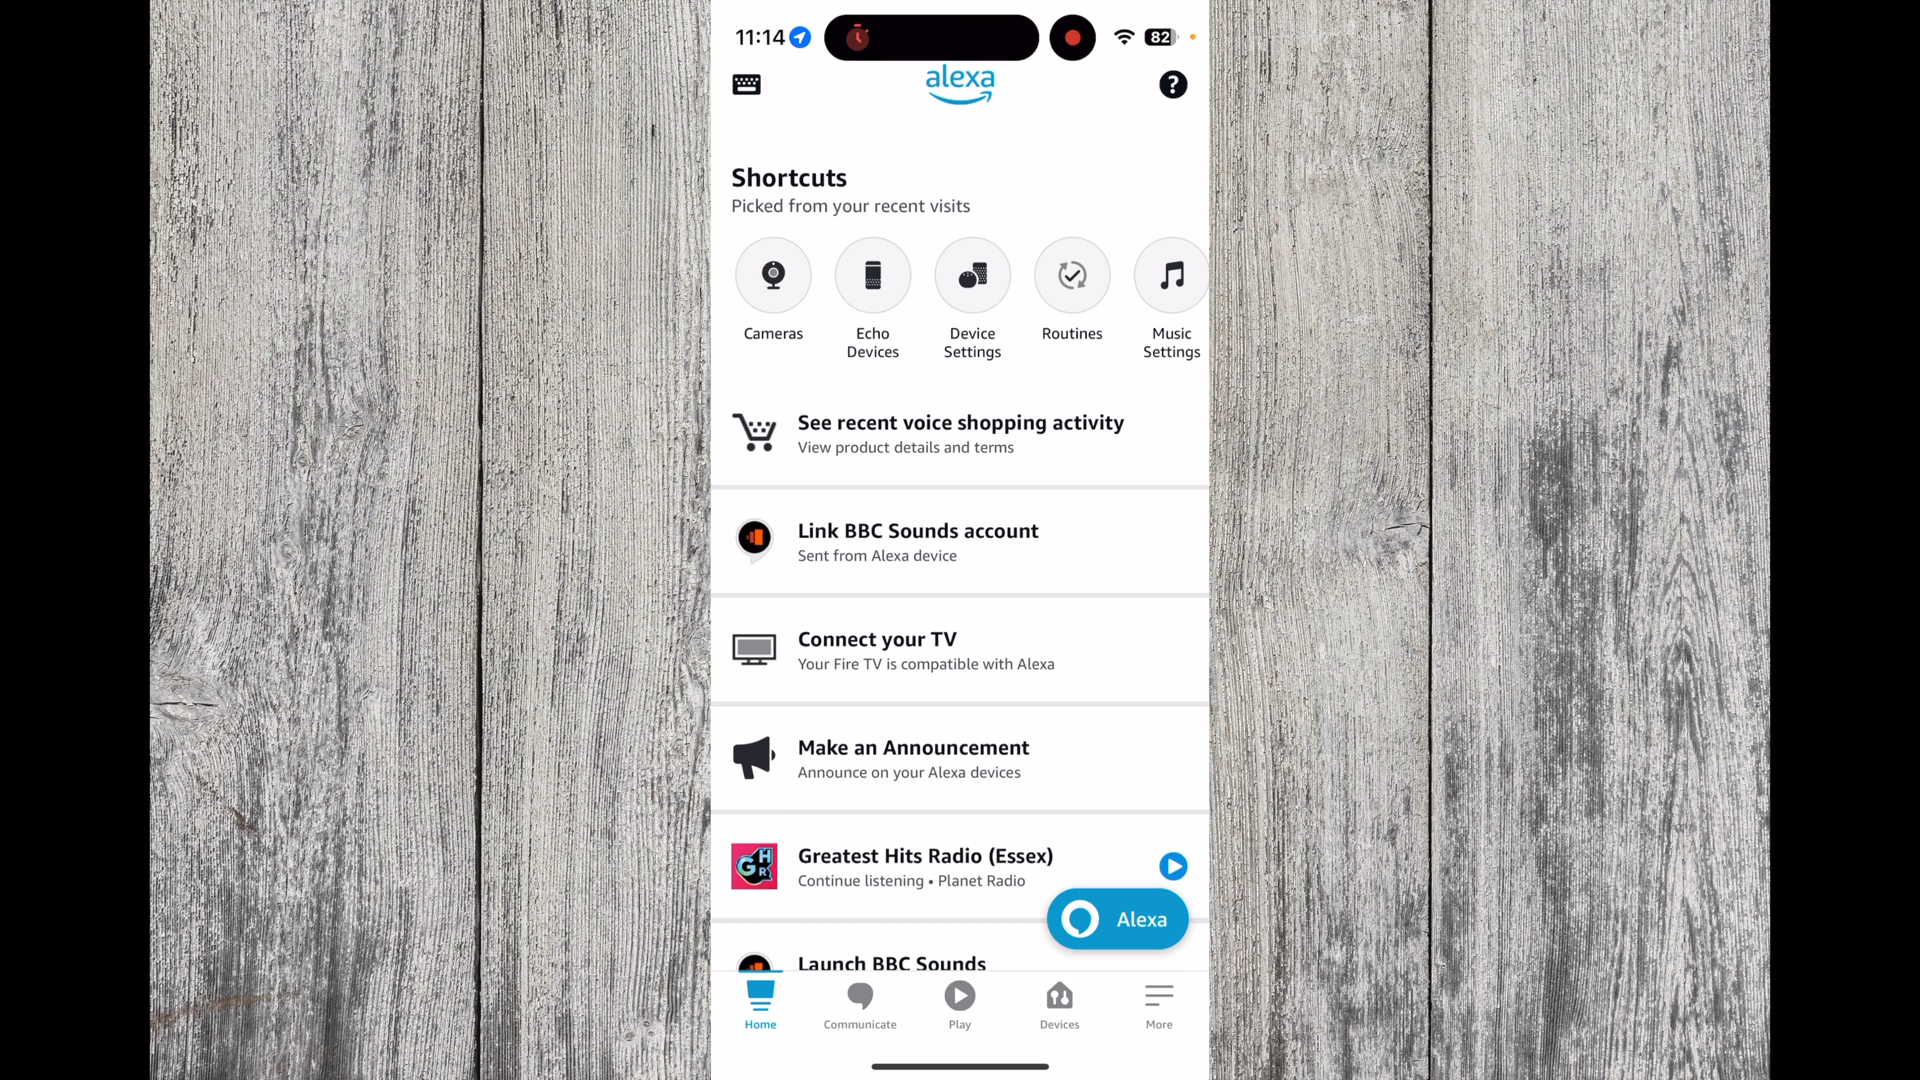 11:14
82
alexa
?
Shortcuts
Picked from your recent visits
Cameras
Echo
Devices
Device
Settings
Routines
Music
Settings
See recent voice shopping activity
View product details and terms
Link BBC Sounds account
Sent from Alexa device
Connect your TV
Your Fire TV is compatible with Alexa
Make an Announcement
Announce on your Alexa devices
GHR
Greatest Hits Radio (Essex)
Continue listening • Planet Radio
Alexa
Launch BBC Sounds
Home
Communicate
Play
Devices
More